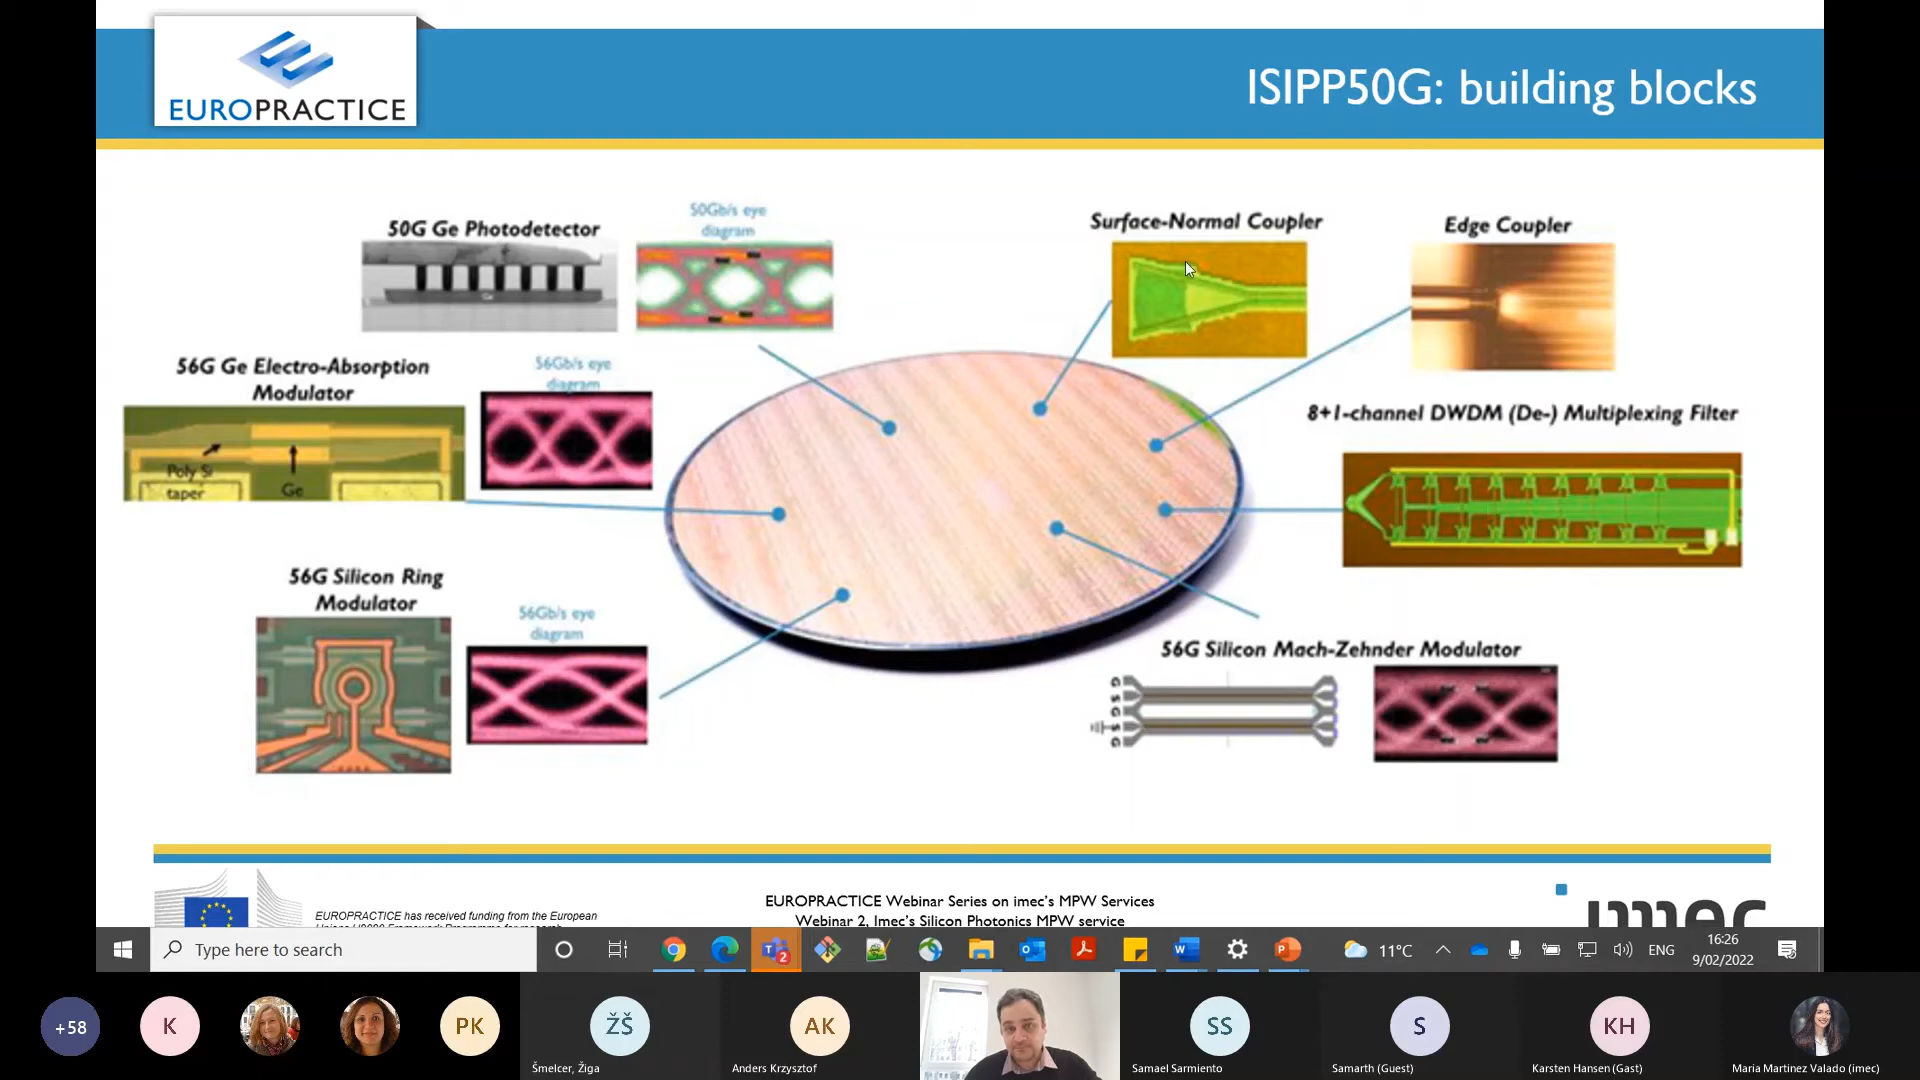 EUROPRACTICE
ISIPP50G: building blocks
50G Ge Photodetector
50Gb/s eye
diagram
Surface-Normal Coupler
Edge Coupler
56G Ge Electro-Absorption
Modulator
56Gb/s eye
diagram
Poly Si
taper
Ge
8+1-channel DWDM (De-) Multiplexing Filter
56G Silicon Ring
Modulator
56Gb/s eye
diagram
56G Silicon Mach-Zehnder Modulator
G
S
G
S
G
EUROPRACTICE has received funding from the European
EUROPRACTICE Webinar Series on imec's MPW Services
Webinar 2, Imec's Silicon Photonics MPW service
imec
Type here to search
2
11°C
ENG
16:26
9/02/2022
+58
K
PK
ŽŠ
Šmelcer, Žiga
AK
Anders Krzysztof
SS
Samael Sarmiento
S
Samarth (Guest)
KH
Karsten Hansen (Gast)
Maria Martinez Valado (imec)